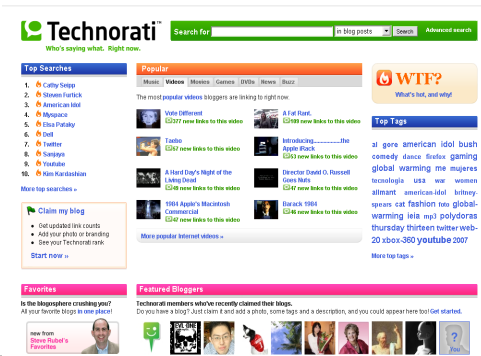 Technorati™
Who's saying what. Right now.
Search for
in blog posts
Search
Advanced search
Top Searches
1. Cathy Seipp
2. Steven Furtick
3. American Idol
4. Myspace
5. Elsa Pataky
6. Dell
7. Twitter
8. Sanjaya
9. Youtube
10. Kim Kardashian
More top searches »
Claim my blog
Get updated link counts
Add your photo or branding
See your Technorati rank
Start now »
Popular
Music Videos Movies Games DVDs News Buzz
The most popular videos bloggers are linking to right now:
Vote Different
377 new links to this video
A Fat Rant.
199 new links to this video
Taebo
57 new links to this video
Introducing................the
Apple iRack
53 new links to this video
A Hard Day's Night of the
Living Dead
49 new links to this video
Director David O. Russell
Goes Nuts
47 new links to this video
1984 Apple's Macintosh
Commercial
47 new links to this video
Barack 1984
46 new links to this video
More popular Internet videos »
WTF?
What's hot, and why!
Top Tags
al gore american idol bush
comedy dance firefox gaming
global warming me mujeres
tecnologia usa war women
allmant american-idol britney-
spears cat fashion foto global-
warming ieia mp3 polydoras
thursday thirteen twitter web-
20 xbox-360 youtube 2007
More top tags »
Favorites
Is the blogosphere crushing you?
All your favorite blogs in one place!
new from
Steve Rubel's
Favorites
Featured Bloggers
Technorati members who've recently claimed their blogs.
Do you have a blog? Just claim it and add a photo, some tags and a description, and you could appear here too! Get started.
EVIL ONE
?
You